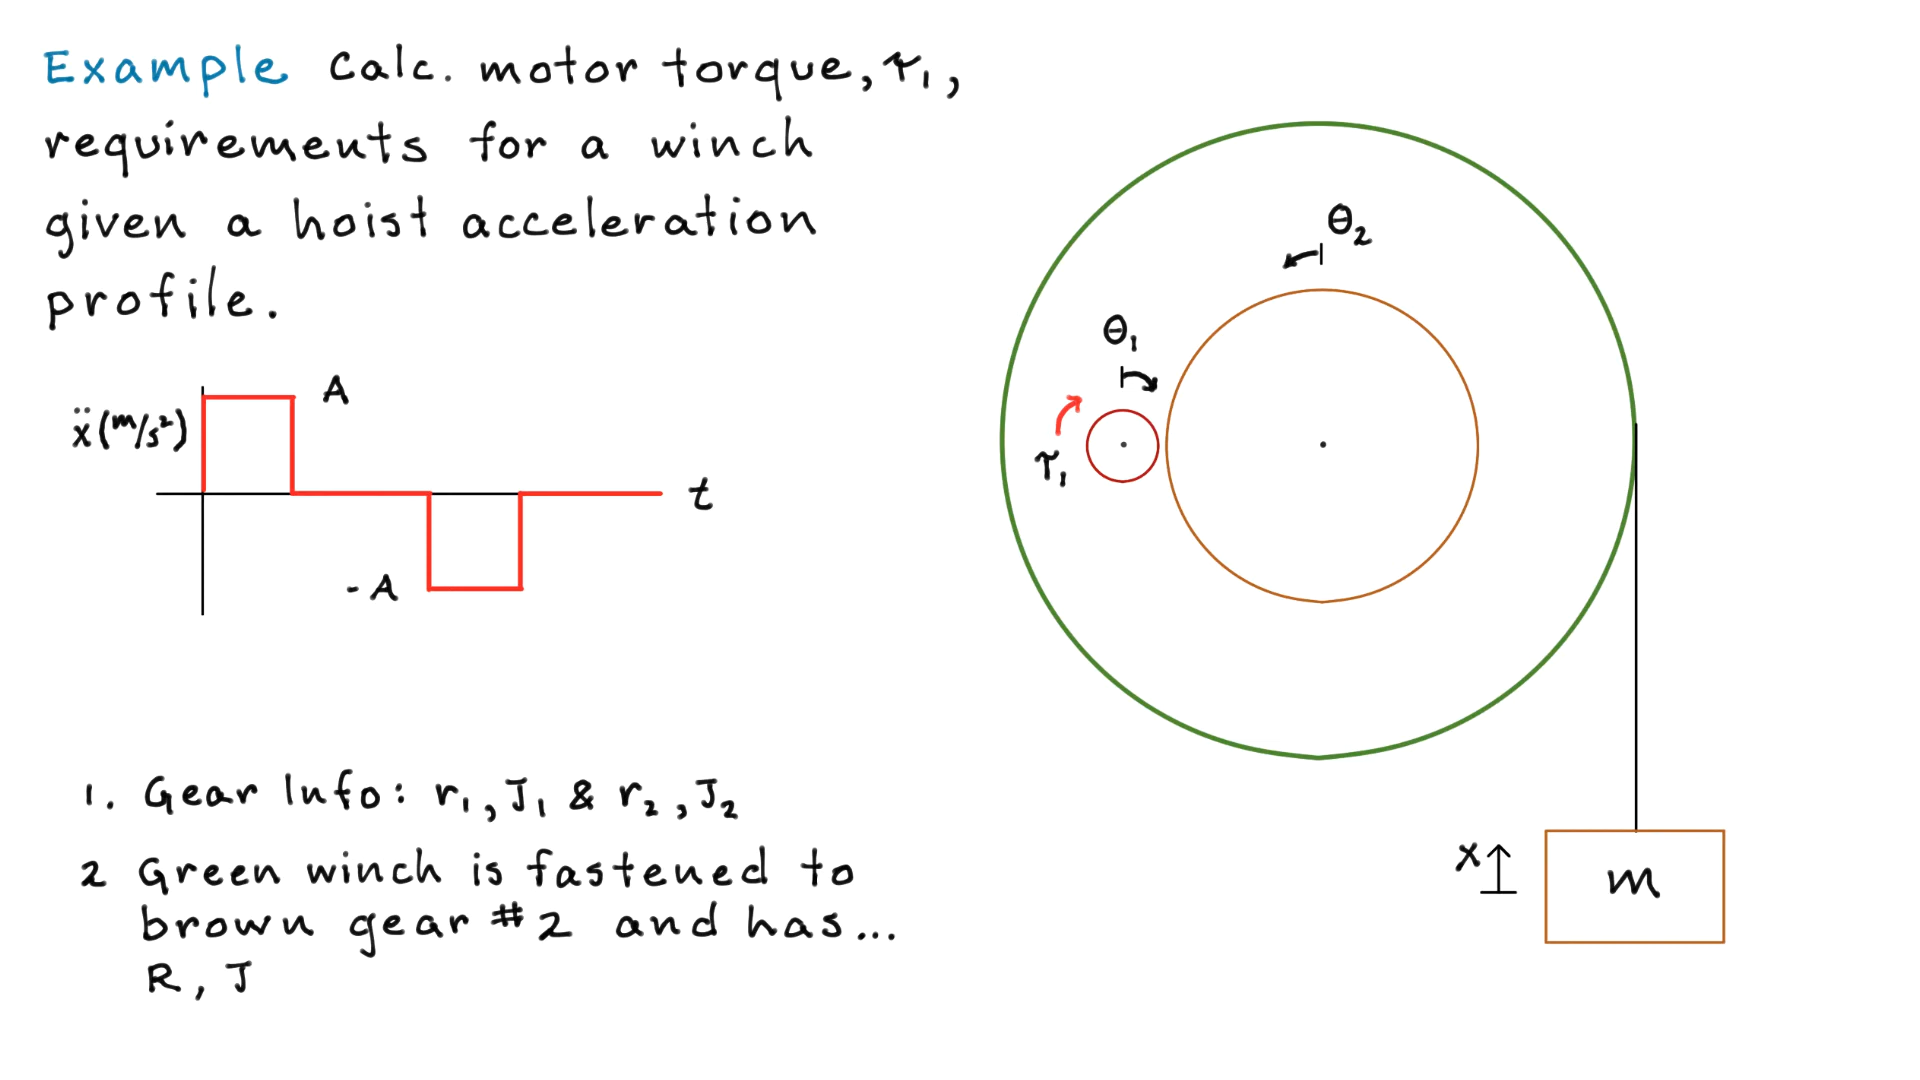 Example Calc. motor torque, τ₁,
requirements for a winch
given a hoist acceleration
profile.
A
ẍ(m/s²)
t
-A
1. Gear Info: r₁, J₁ & r₂, J₂
2 Green winch is fastened to
brown gear #2 and has...
R, J
θ₂
θ₁
τ₁
x
m